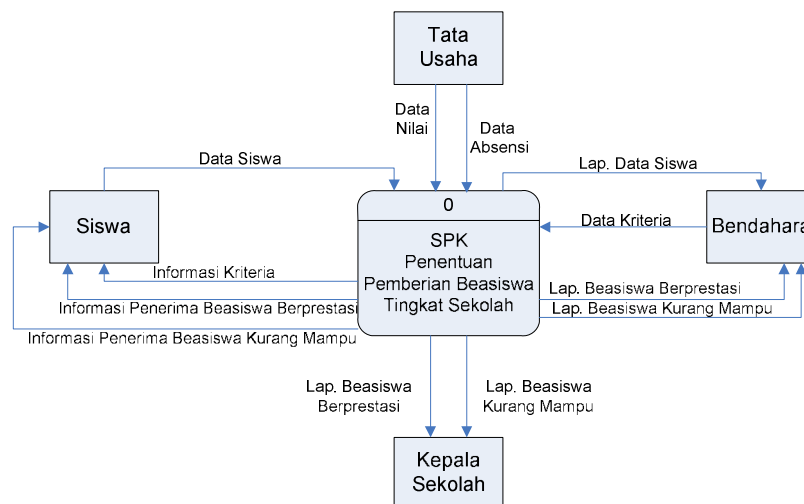 Tata
Usaha
Data
Nilai
Data
Absensi
Data Siswa
Lap. Data Siswa
0
Siswa
SPK
Penentuan
Pemberian Beasiswa
Tingkat Sekolah
Data Kriteria
Bendahara
Informasi Kriteria
Informasi Penerima Beasiswa Berprestasi
Informasi Penerima Beasiswa Kurang Mampu
Lap. Beasiswa Berprestasi
Lap. Beasiswa Kurang Mampu
Lap. Beasiswa
Berprestasi
Lap. Beasiswa
Kurang Mampu
Kepala
Sekolah